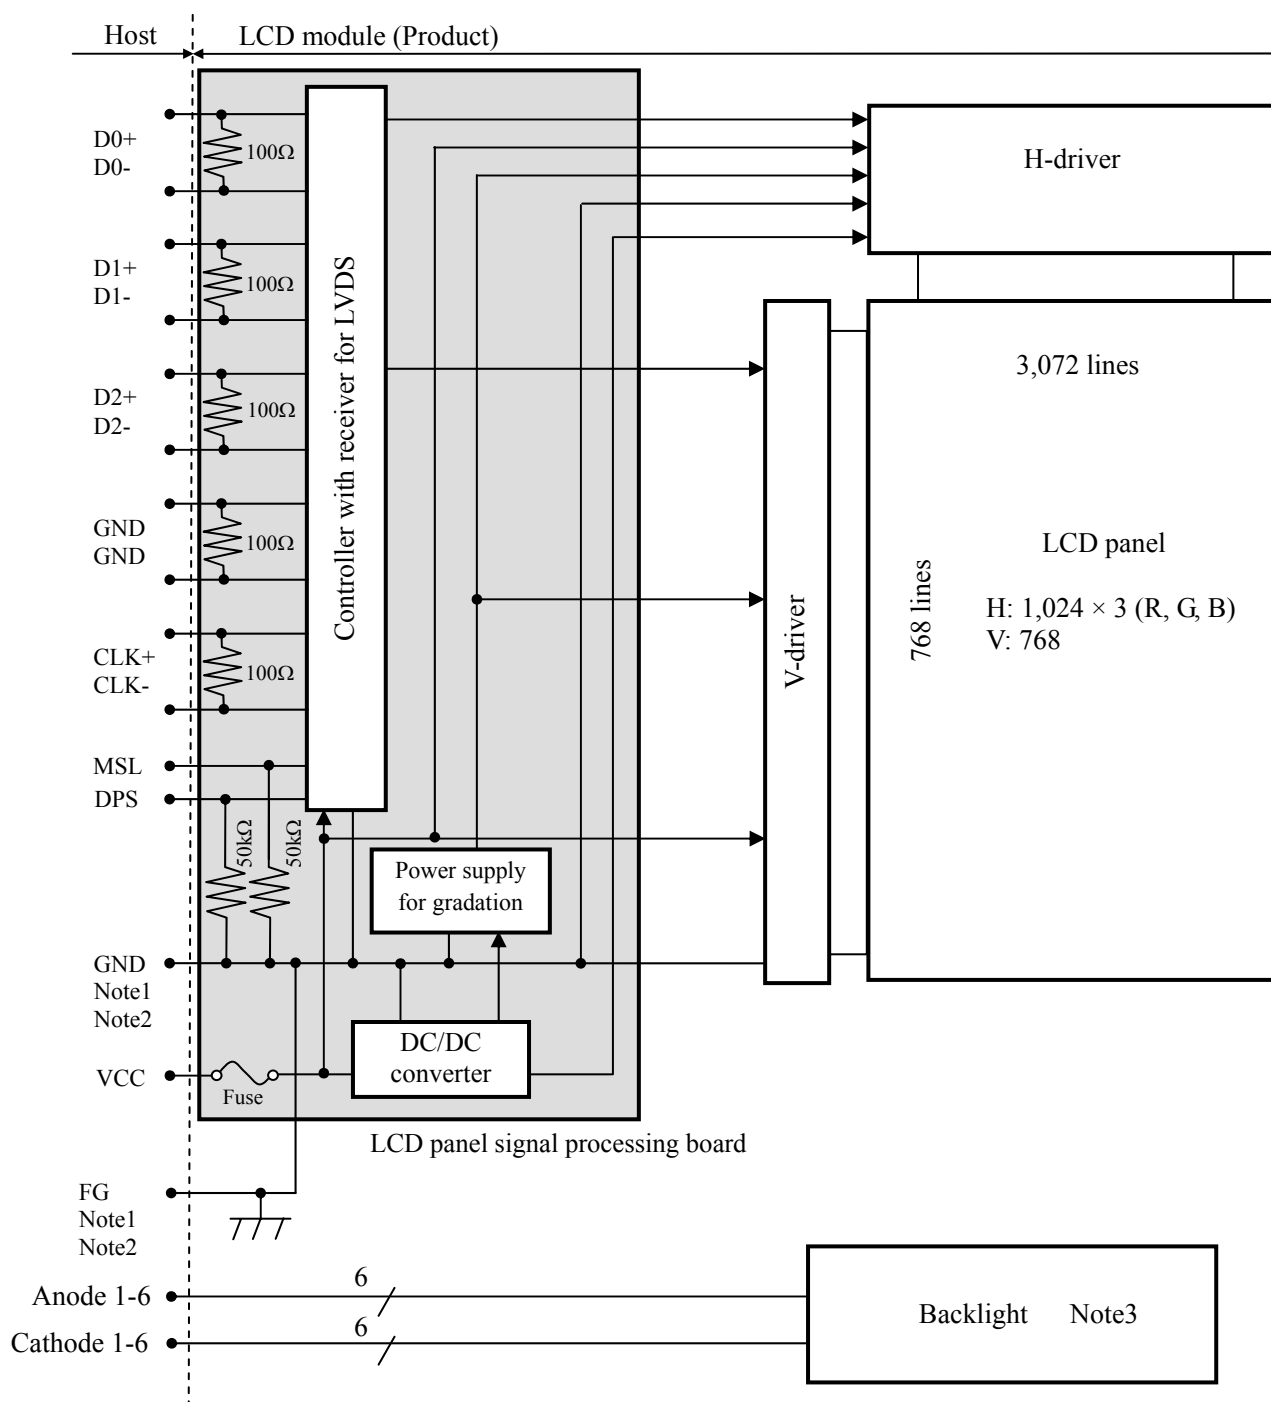 Host
LCD module (Product)
D0+
D0-
100Ω
D1+
D1-
100Ω
D2+
D2-
100Ω
GND
GND
100Ω
CLK+
CLK-
100Ω
MSL
DPS
50kΩ
50kΩ
Controller with receiver for LVDS
H-driver
V-driver
3,072 lines
768 lines
LCD panel
H: 1,024 × 3 (R, G, B)
V: 768
Power supply
for gradation
GND
Note1
Note2
DC/DC
converter
VCC
Fuse
LCD panel signal processing board
FG
Note1
Note2
Anode 1-6
6
Cathode 1-6
6
Backlight Note3